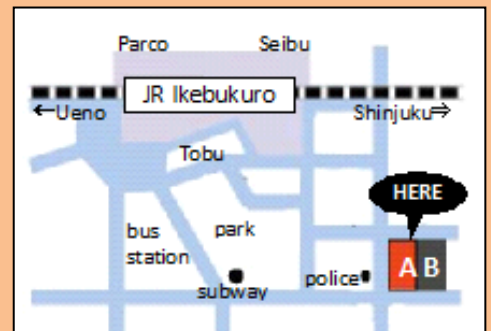 Parco Seibu
JR Ikebukuro
←Ueno Shinjuku⇒
Tobu
HERE
bus park
station
A B
police
subway